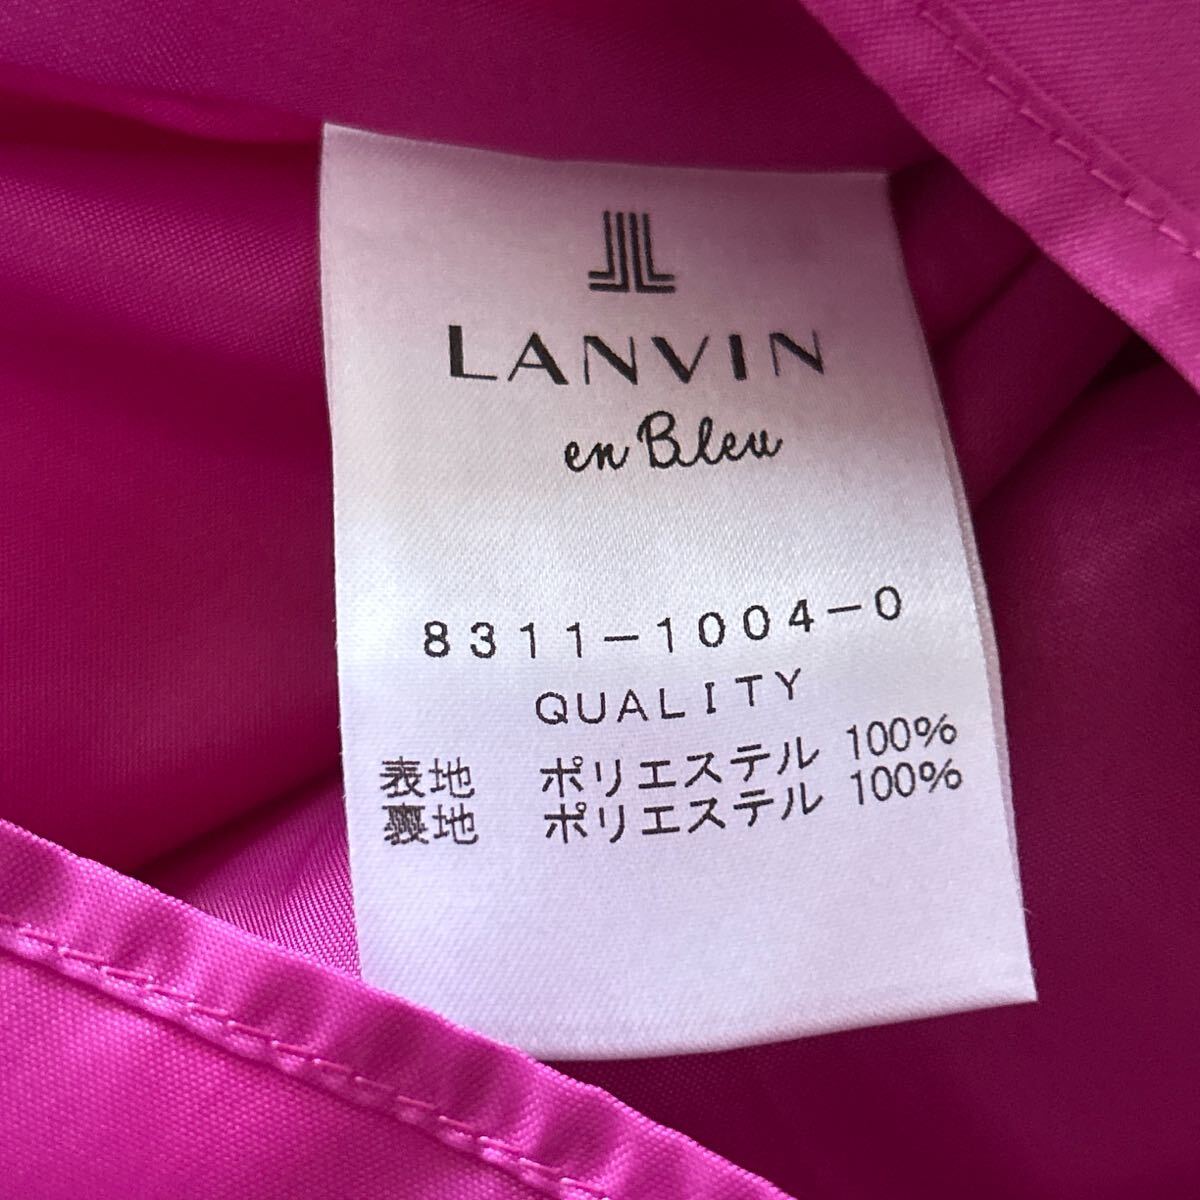 LANVIN
en Bleu
8311-1004-0
QUALITY
表地 ポリエステル 100%
裏地 ポリエステル 100%